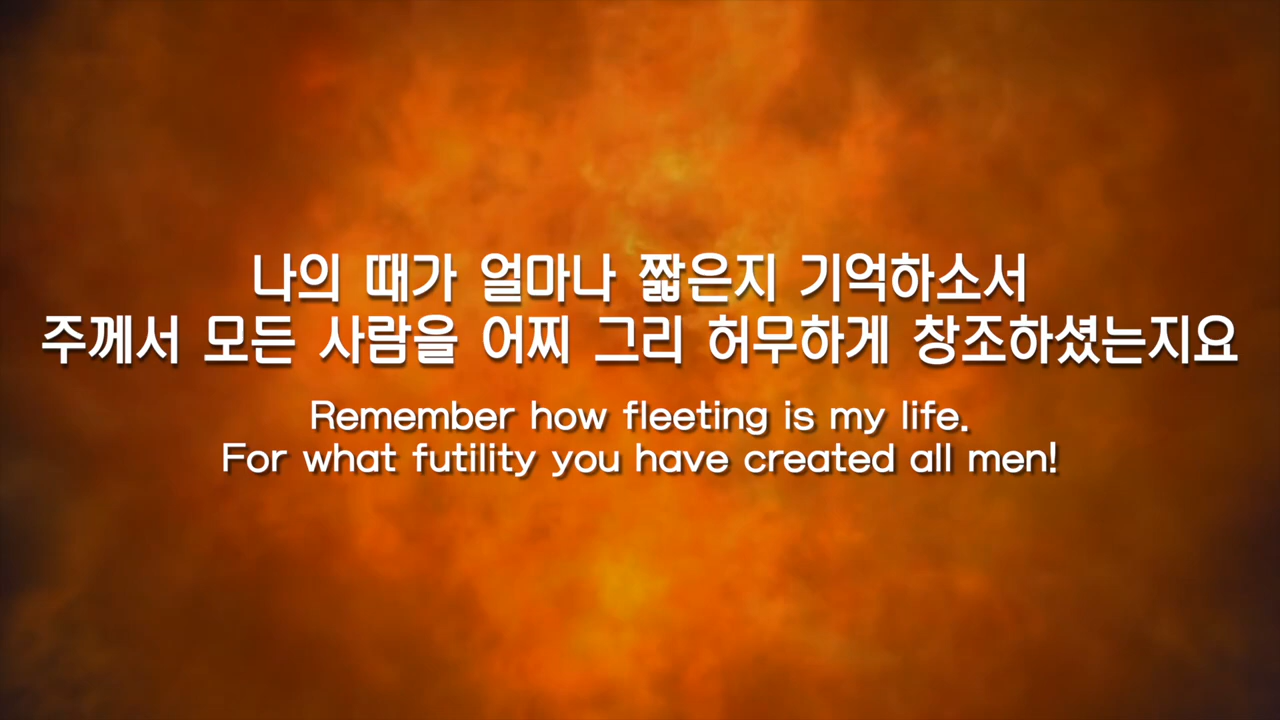 나의 때가 얼마나 짧은지 기억하소서
주께서 모든 사람을 어찌 그리 허무하게 창조하셨는지요
Remember how fleeting is my life.
For what futility you have created all men!